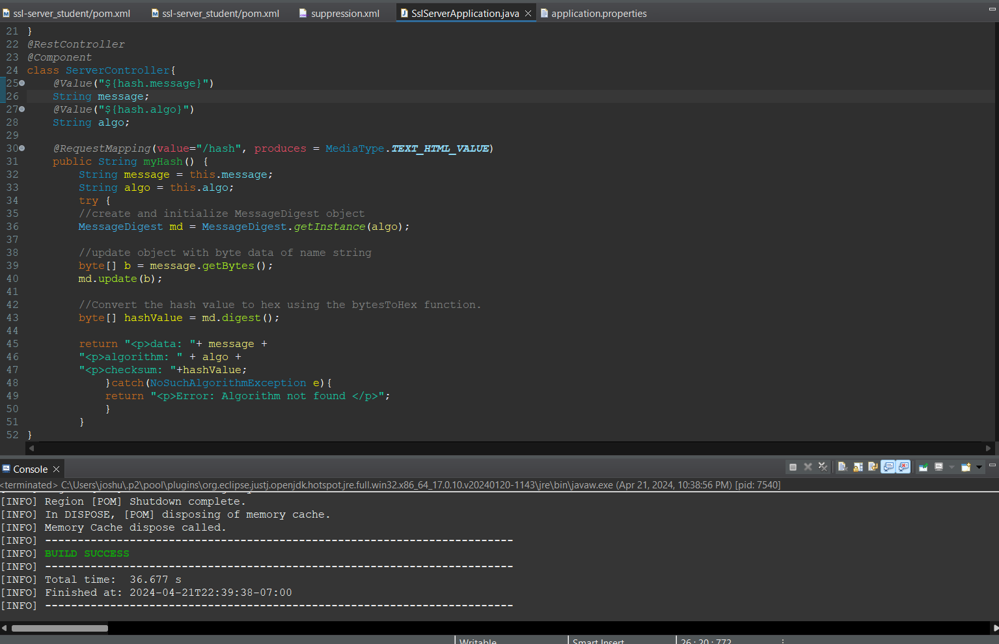 ssl-server_student/pom.xml ssl-server_student/pom.xml suppression.xml SslServerApplication.java application.properties
21 }
22 @RestController
23 @Component
24 class ServerController{
25 @Value("${hash.message}")
26 String message;
27 @Value("${hash.algo}")
28 String algo;
29
30 @RequestMapping(value="/hash", produces = MediaType.TEXT_HTML_VALUE)
31 public String myHash() {
32 String message = this.message;
33 String algo = this.algo;
34 try {
35 //create and initialize MessageDigest object
36 MessageDigest md = MessageDigest.getInstance(algo);
37
38 //update object with byte data of name string
39 byte[] b = message.getBytes();
40 md.update(b);
41
42 //Convert the hash value to hex using the bytesToHex function.
43 byte[] hashValue = md.digest();
44
45 return "<p>data: "+ message +
46 "<p>algorithm: " + algo +
47 "<p>checksum: "+hashValue;
48 }catch(NoSuchAlgorithmException e){
49 return "<p>Error: Algorithm not found </p>";
50 }
51 }
52 }
Console
<terminated> C:\Users\joshu\.p2\pool\plugins\org.eclipse.justj.openjdk.hotspot.jre.full.win32.x86_64_17.0.10.v20240120-1143\jre\bin\javaw.exe (Apr 21, 2024, 10:38:56 PM) [pid: 7540]
[INFO] Region [POM] Shutdown complete.
[INFO] In DISPOSE, [POM] disposing of memory cache.
[INFO] Memory Cache dispose called.
[INFO] ------------------------------------------------------------------------
[INFO] BUILD SUCCESS
[INFO] ------------------------------------------------------------------------
[INFO] Total time:  36.677 s
[INFO] Finished at: 2024-04-21T22:39:38-07:00
[INFO] ------------------------------------------------------------------------
Writable Smart Insert 26 : 20 : 772